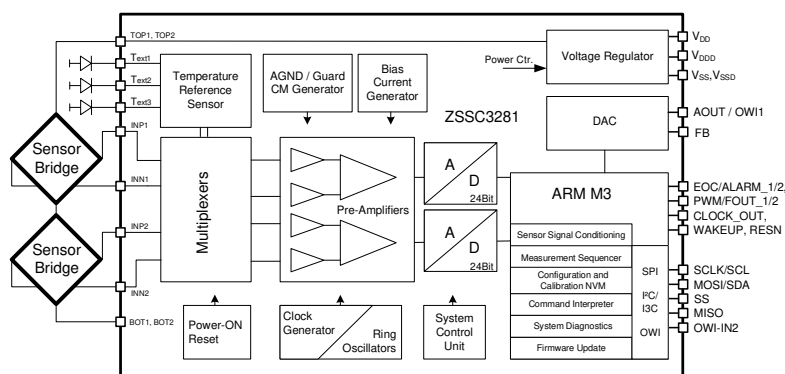 TOP1, TOP2
Text1
Text2
Text3
Temperature
Reference
Sensor
AGND / Guard
CM Generator
Bias
Current
Generator
Power Ctr.
Voltage Regulator
VDD
VDDD
VSS,VSSD
ZSSC3281
DAC
AOUT / OWI1
FB
Sensor
Bridge
INP1
INN1
Sensor
Bridge
INP2
INN2
BOT1, BOT2
Multiplexers
Pre-Amplifiers
A
D
24Bit
A
D
24Bit
ARM M3
Sensor Signal Conditioning
Measurement Sequencer
Configuration and
Calibration NVM
Command Interpreter
System Diagnostics
Firmware Update
SPI
I²C/
I3C
OWI
EOC/ALARM_1/2,
PWM/FOUT_1/2
CLOCK_OUT,
WAKEUP, RESN
SCLK/SCL
MOSI/SDA
SS
MISO
OWI-IN2
Power-ON
Reset
Clock
Generator
Ring
Oscillators
System
Control
Unit